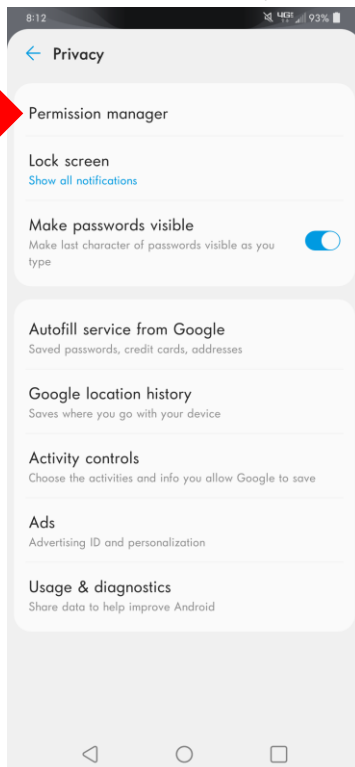 8:12 93%
Privacy
Permission manager
Lock screen
Show all notifications
Make passwords visible
Make last character of passwords visible as you
type
Autofill service from Google
Saved passwords, credit cards, addresses
Google location history
Saves where you go with your device
Activity controls
Choose the activities and info you allow Google to save
Ads
Advertising ID and personalization
Usage & diagnostics
Share data to help improve Android